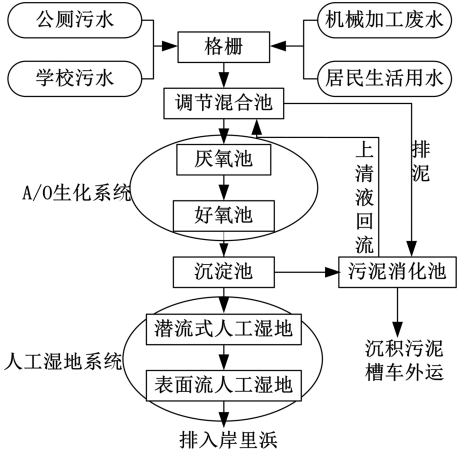 公厕污水
机械加工废水
格栅
学校污水
居民生活用水
调节混合池
厌氧池
上清液回流
排泥
A/O生化系统
好氧池
沉淀池
污泥消化池
潜流式人工湿地
沉积污泥
槽车外运
人工湿地系统
表面流人工湿地
排入岸里浜